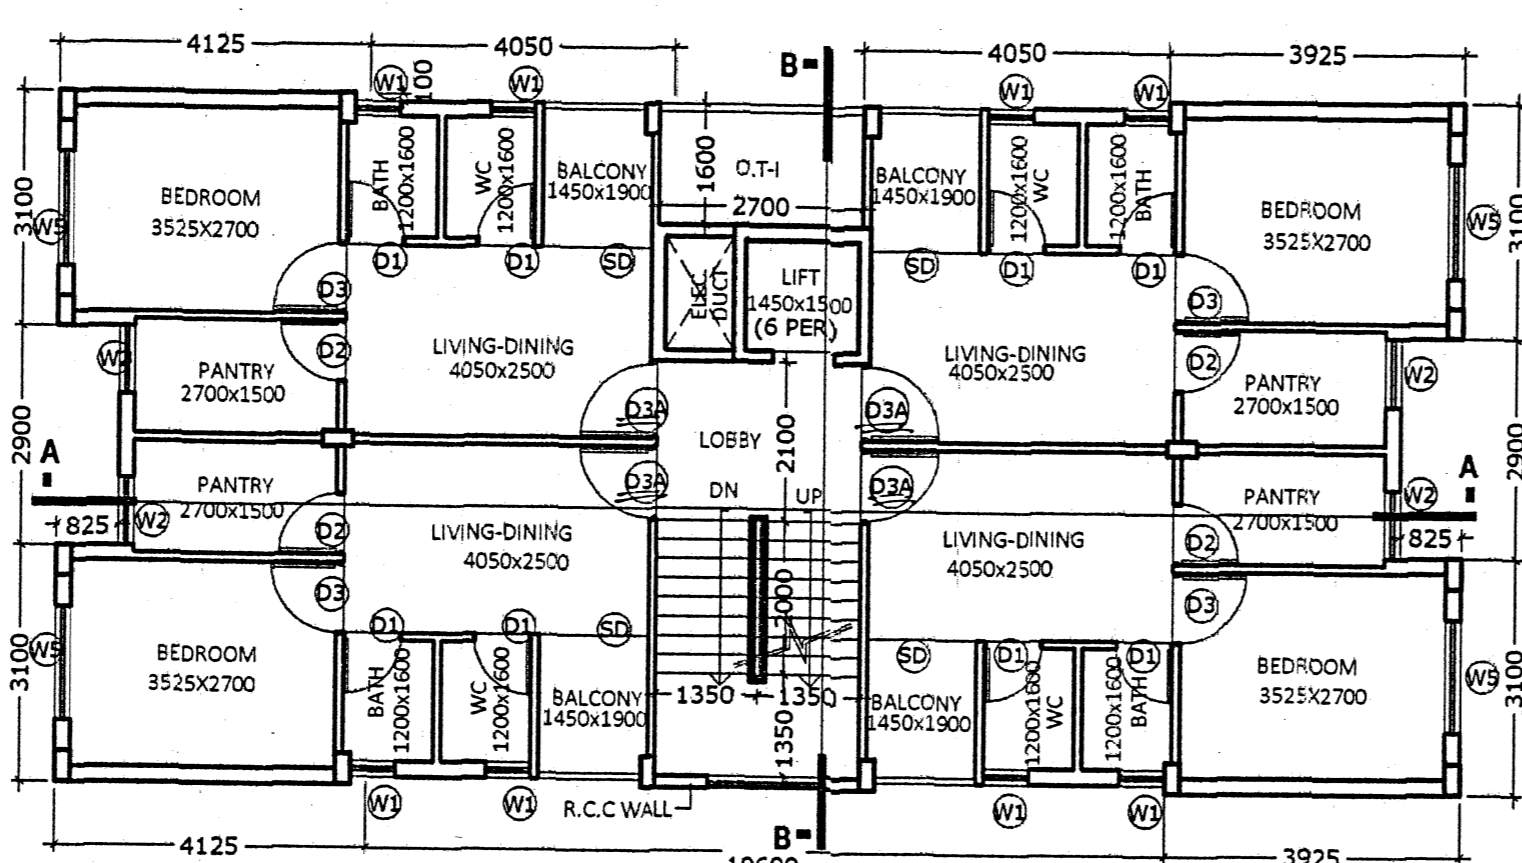 4125
4050
B
4050
3925
W1
100
W1
W1
W1
3100
BEDROOM
3525X2700
W5
BATH
1200x1600
WC
1200x1600
BALCONY
1450x1900
1600
O.T-I
2700
BALCONY
1450x1900
1200x1600
WC
1200x1600
BATH
BEDROOM
3525X2700
W5
3100
D1
D1
SD
SD
D1
D1
D3
ELEC
DUCT
LIFT
1450x1500
(6 PER)
D3
W2
PANTRY
2700x1500
D2
LIVING-DINING
4050x2500
LIVING-DINING
4050x2500
D2
PANTRY
2700x1500
W2
2900
D3A
LOBBY
2100
D3A
2900
A
PANTRY
2700x1500
D3A
DN
UP
D3A
PANTRY
2700x1500
W2
A
825
W2
D2
LIVING-DINING
4050x2500
LIVING-DINING
4050x2500
D2
825
D3
D3
3100
W5
BEDROOM
3525X2700
D1
D1
SD
SD
D1
D1
BEDROOM
3525X2700
W5
3100
BATH
1200x1600
WC
1200x1600
BALCONY
1450x1900
1350
1350
1350
BALCONY
1450x1900
1200x1600
WC
1200x1600
BATH
W1
W1
R.C.C WALL
W1
W1
4125
B
3925